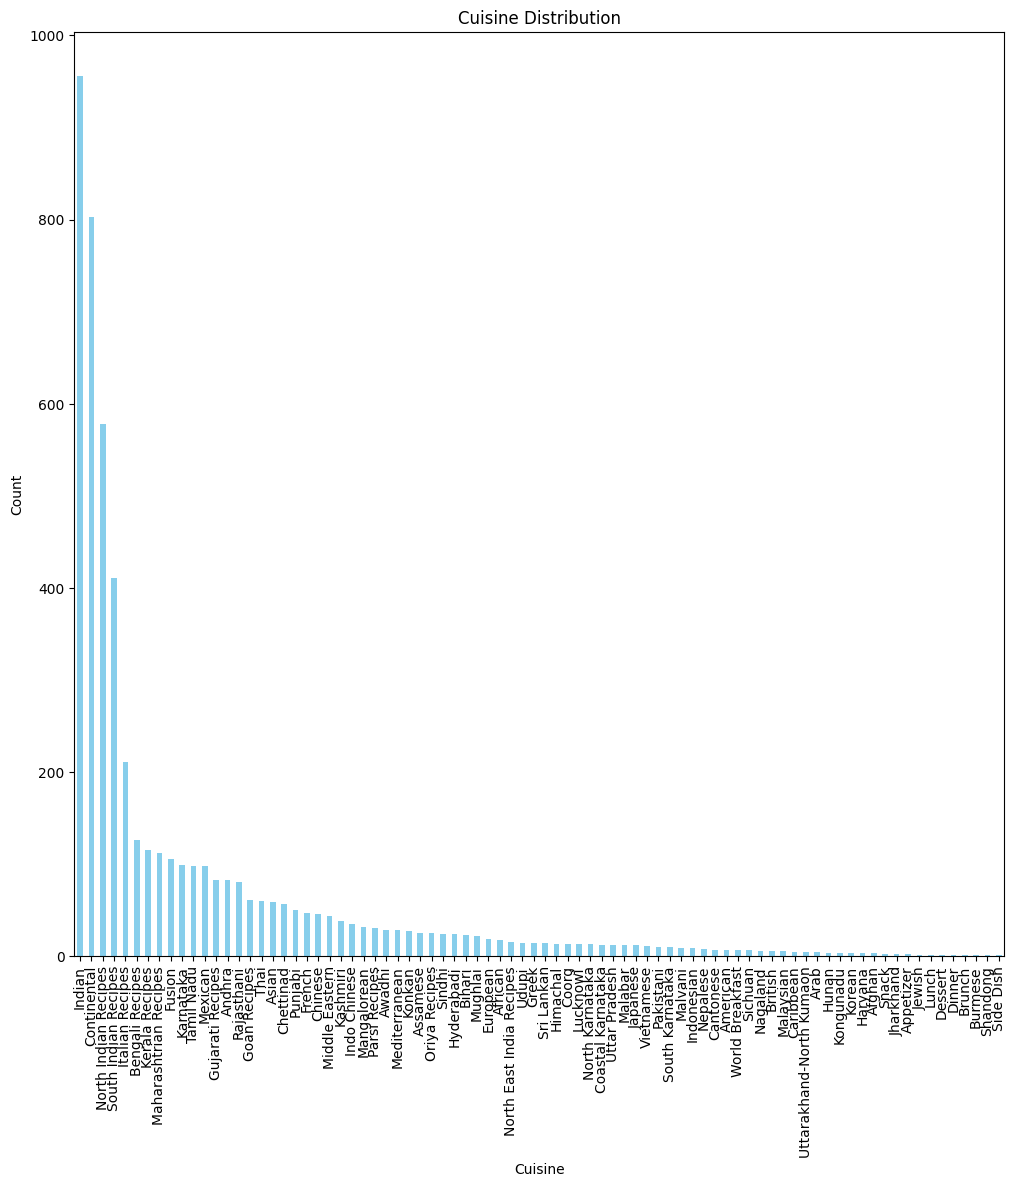 Cuisine Distribution
1000
800
600
400
200
0
Count
Indian
Continental
North Indian Recipes
South Indian Recipes
Italian Recipes
Bengali Recipes
Kerala Recipes
Maharashtrian Recipes
Fusion
Karnataka
Tamil Nadu
Mexican
Gujarati Recipes
Andhra
Rajasthani
Goan Recipes
Thai
Asian
Chettinad
Punjabi
French
Chinese
Middle Eastern
Kashmiri
Indo Chinese
Mangalorean
Parsi Recipes
Awadhi
Mediterranean
Konkan
Assamese
Oriya Recipes
Sindhi
Hyderabadi
Bihari
Mughlai
European
African
North East India Recipes
Udupi
Greek
Sri Lankan
Himachal
Coorg
Lucknowi
North Karnataka
Coastal Karnataka
Uttar Pradesh
Malabar
Japanese
Vietnamese
Pakistani
South Karnataka
Malvani
Indonesian
Nepalese
Cantonese
American
World Breakfast
Sichuan
Nagaland
British
Malaysian
Caribbean
Uttarakhand-North Kumaon
Arab
Hunan
Kongunadu
Korean
Haryana
Afghan
Snack
Jharkhand
Appetizer
Jewish
Lunch
Dessert
Dinner
Brunch
Burmese
Shandong
Side Dish
Cuisine